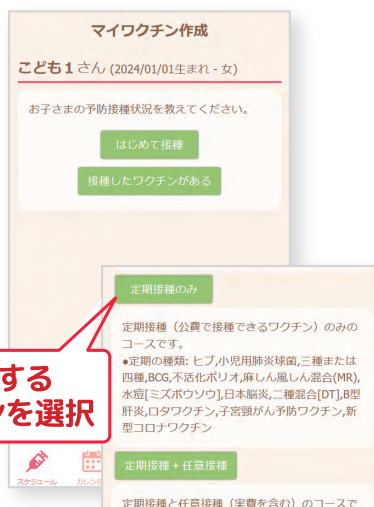 マイワクチン作成
こども1さん (2024/01/01生まれ - 女)
お子さまの予防接種状況を教えてください。
はじめて接種
接種したワクチンがある
定期接種のみ
定期接種（公費で接種できるワクチン）のみの
コースです。
●定期の種類: ヒブ,小児用肺炎球菌,三種または
四種,BCG,不活化ポリオ,麻しん風しん混合(MR),
水痘[ミズボウソウ],日本脳炎,二種混合[DT],B型
肝炎,ロタワクチン,子宮頸がん予防ワクチン,新
型コロナワクチン
する
ンを選択
定期接種 + 任意接種
定期接種と任意接種（実費を含む）のコースで
スケジュール
カレン